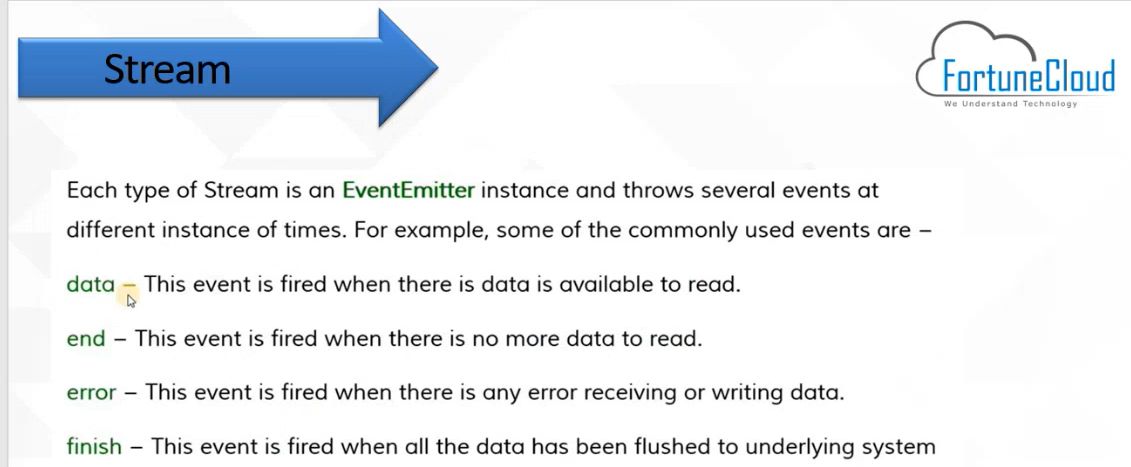 Stream
FortuneCloud
We Understand Technology
Each type of Stream is an EventEmitter instance and throws several events at
different instance of times. For example, some of the commonly used events are –
data – This event is fired when there is data is available to read.
end – This event is fired when there is no more data to read.
error – This event is fired when there is any error receiving or writing data.
finish – This event is fired when all the data has been flushed to underlying system